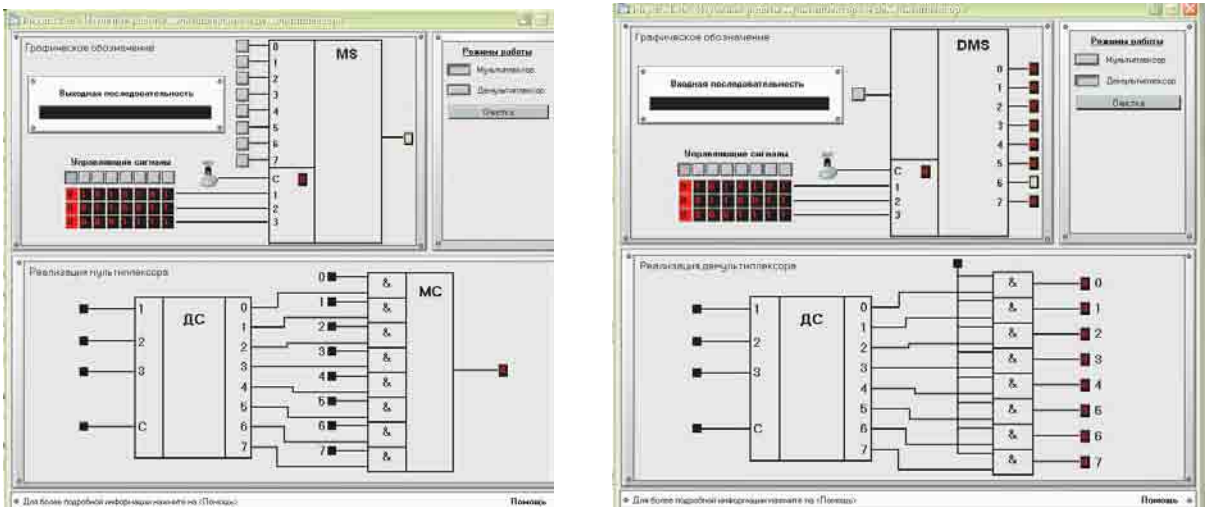 Графическое обозначение
MS
0
1
2
3
4
5
6
7
Выходная последовательность
Управляющие сигналы
C
1
2
3
Режимы работы
Мультиплексор
Демультиплексор
Очистка
Реализация мультиплексора
1
2
3
C
ДС
0
1
2
3
4
5
6
7
0
1
2
3
4
5
6
7
&
&
&
&
&
&
&
&
МС
Для более подробной информации нажмите на <Помощь>
Помощь
Графическое обозначение
DMS
0
1
2
3
4
5
6
7
Входная последовательность
Управляющие сигналы
C
1
2
3
Режимы работы
Мультиплексор
Демультиплексор
Очистка
Реализация демультиплексора
1
2
3
C
ДС
0
1
2
3
4
5
6
7
&
&
&
&
&
&
&
&
0
1
2
3
4
5
6
7
Для более подробной информации нажмите на <Помощь>
Помощь